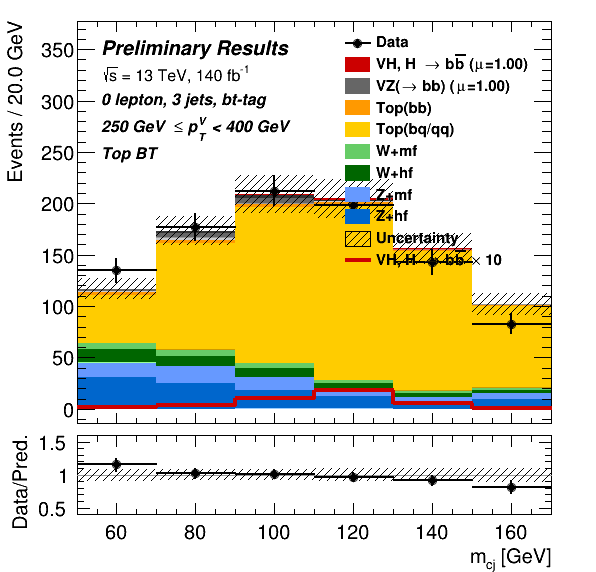 Events / 20.0 GeV
350
300
250
200
150
100
50
0
Preliminary Results
√s = 13 TeV, 140 fb-1
0 lepton, 3 jets, bt-tag
250 GeV ≤ pVT < 400 GeV
Top BT
Data
VH, H → bb̅ (μ=1.00)
VZ(→ bb) (μ=1.00)
Top(bb)
Top(bq/qq)
W+mf
W+hf
Z+mf
Z+hf
Uncertainty
VH, H → bb̅ × 10
Data/Pred.
1.5
1
0.5
60 80 100 120 140 160
mcj [GeV]